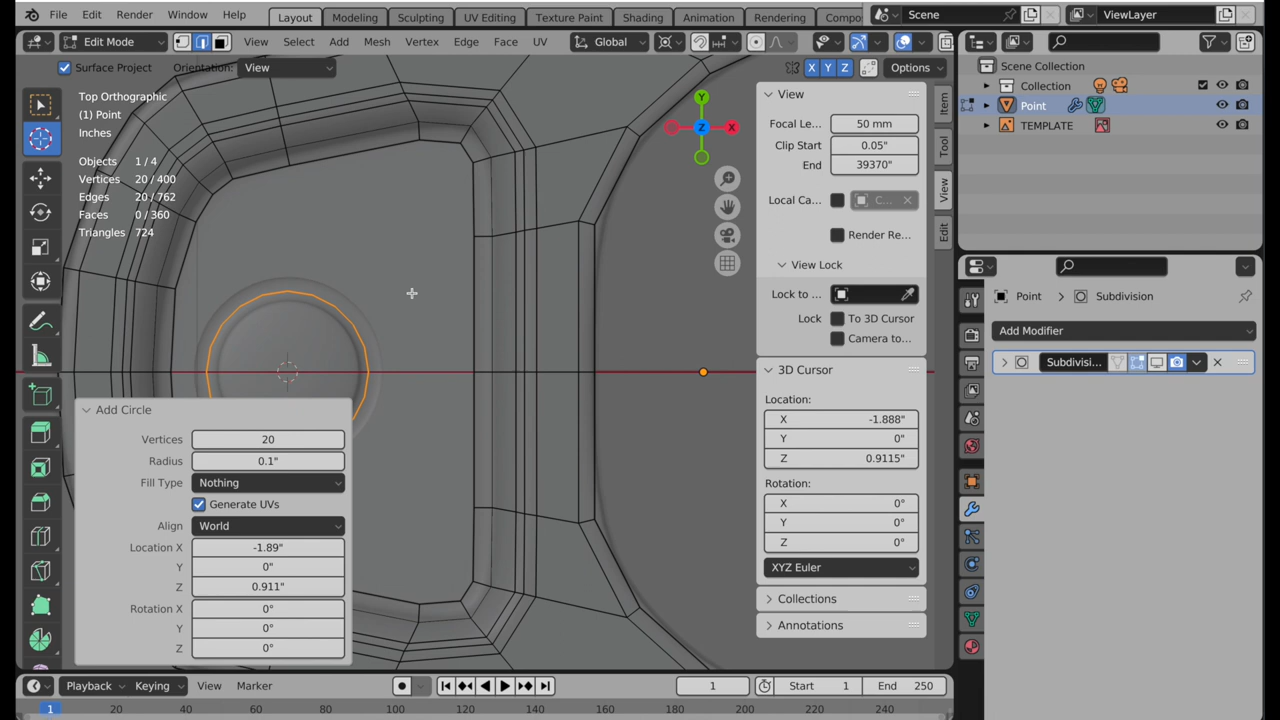 File Edit Render Window Help Layout Modeling Sculpting UV Editing Texture Paint Shading Animation Rendering Compo Scene ViewLayer
Edit Mode View Select Add Mesh Vertex Edge Face UV Global
Surface Project Orientation: View X Y Z Options
Top Orthographic
(1) Point
Inches
Objects 1 / 4
Vertices 20 / 400
Edges 20 / 762
Faces 0 / 360
Triangles 724
Y
Z
X
View
Focal Le... 50 mm
Clip Start 0.05"
End 39370"
Local Ca... C...
Render Re...
View Lock
Lock to ...
Lock To 3D Cursor
Camera to...
3D Cursor
Location:
X -1.888"
Y 0"
Z 0.9115"
Rotation:
X 0°
Y 0°
Z 0°
XYZ Euler
Collections
Annotations
Item
Tool
View
Edit
Add Circle
Vertices 20
Radius 0.1"
Fill Type Nothing
Generate UVs
Align World
Location X -1.89"
Y 0"
Z 0.911"
Rotation X 0°
Y 0°
Z 0°
Scene Collection
Collection
Point
TEMPLATE
Point Subdivision
Add Modifier
Subdivisi...
Playback Keying View Marker 1 Start 1 End 250
1 20 40 60 80 100 120 140 160 180 200 220 240